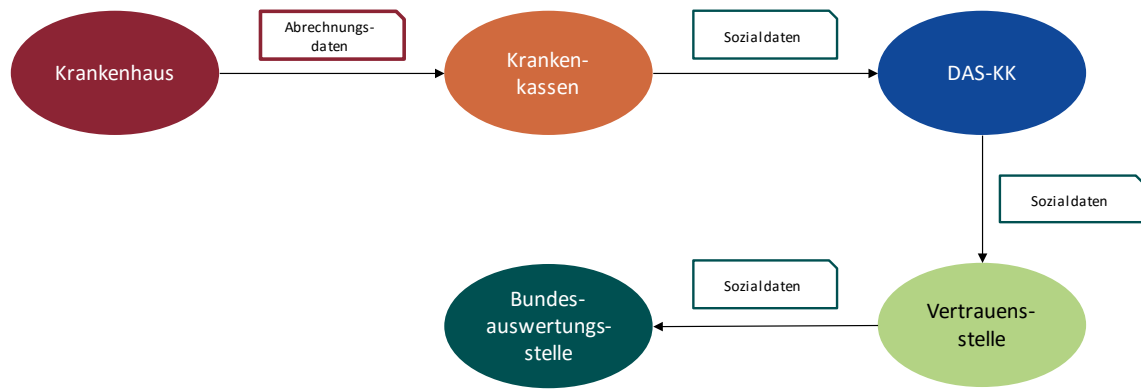 Krankenhaus
Abrechnungs-
daten
Kranken-
kassen
Sozialdaten
DAS-KK
Sozialdaten
Vertrauens-
stelle
Sozialdaten
Bundes-
auswertungs-
stelle